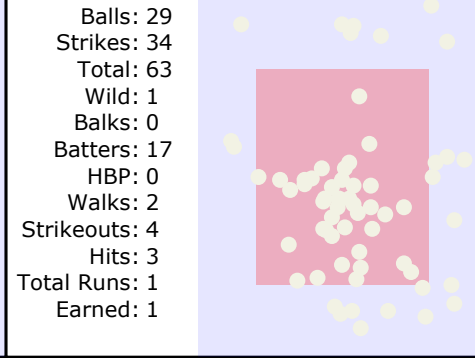 Balls: 29
Strikes: 34
Total: 63
Wild: 1
Balks: 0
Batters: 17
HBP: 0
Walks: 2
Strikeouts: 4
Hits: 3
Total Runs: 1
Earned: 1